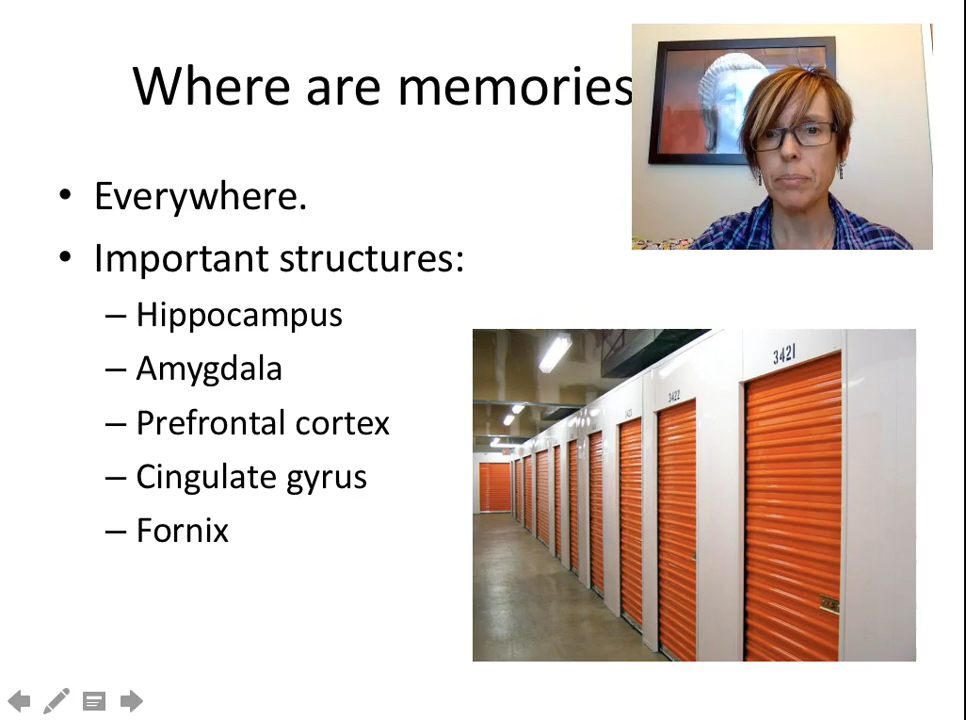 Where are memories
• Everywhere.
• Important structures:
– Hippocampus
– Amygdala
– Prefrontal cortex
– Cingulate gyrus
– Fornix
3421
3422